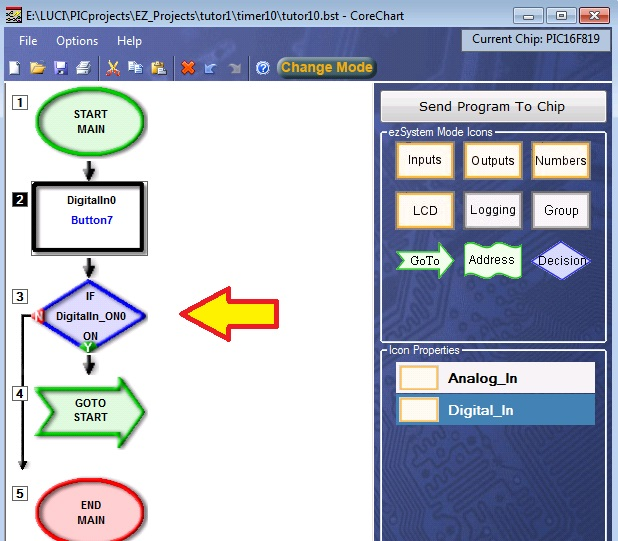 E:\LUCI\PICprojects\EZ_Projects\tutor1\timer10\tutor10.bst - CoreChart
File Options Help
Current Chip: PIC16F819
Change Mode
1
START
MAIN
2
DigitalIn0
Button7
3
IF
DigitalIn_ON0
ON
N
Y
4
GOTO
START
5
END
MAIN
Send Program To Chip
ezSystem Mode Icons
Inputs Outputs Numbers
LCD Logging Group
GoTo Address Decision
Icon Properties
Analog_In
Digital_In